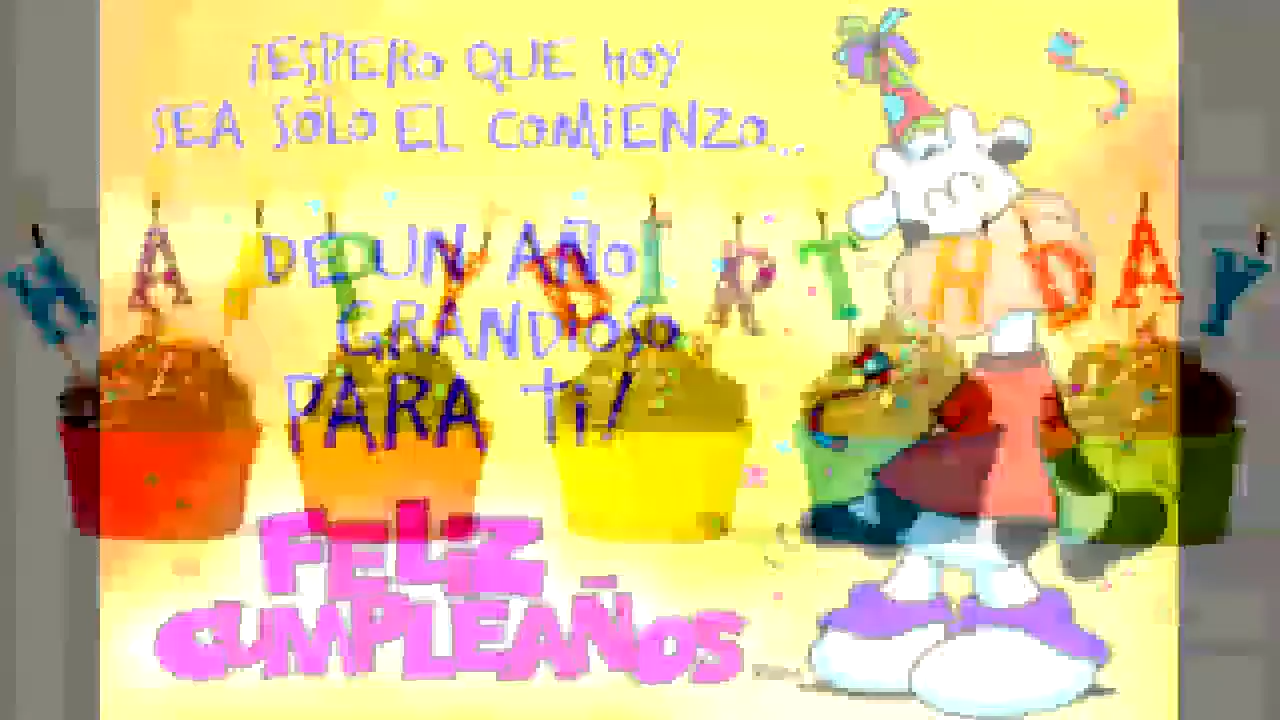 ¡ESPERO QUE HOY
SEA SÓLO EL COMIENZO...
DE UN AÑO
GRANDIOSO
PARA Ti!
HAPPY BIRTHDAY
FELIZ
CUMPLEAÑOS